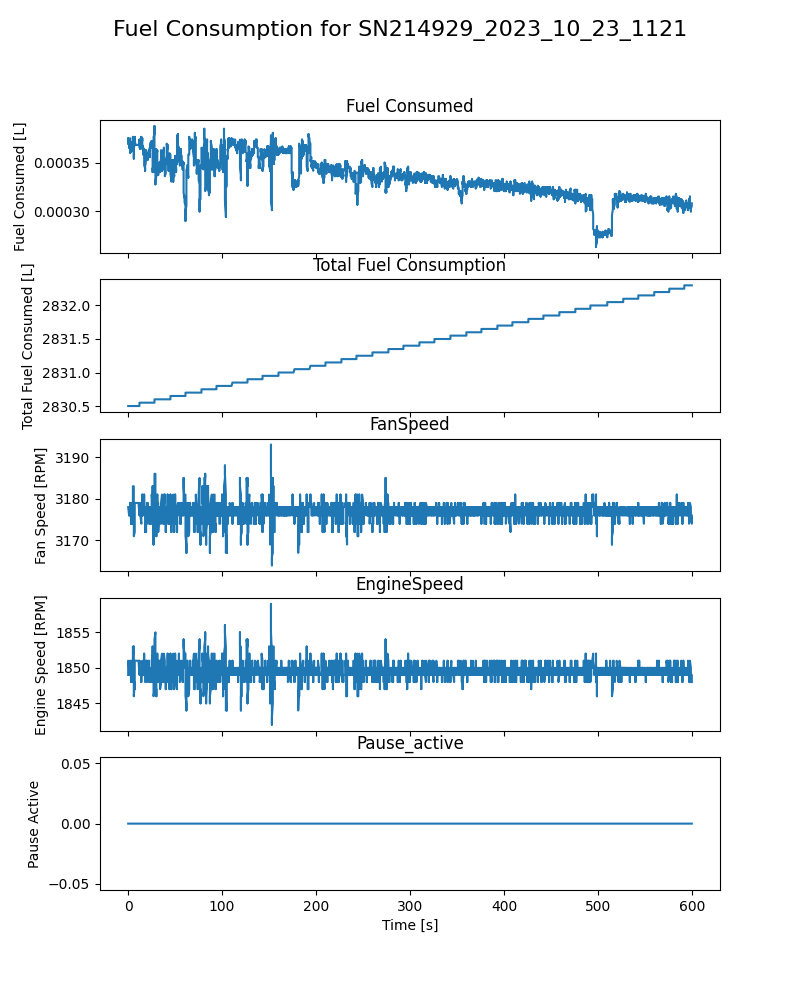 Fuel Consumption for SN214929_2023_10_23_1121
Fuel Consumed
Fuel Consumed [L]
0.00035
0.00030
Total Fuel Consumption
Total Fuel Consumed [L]
2832.0
2831.5
2831.0
2830.5
FanSpeed
Fan Speed [RPM]
3190
3180
3170
EngineSpeed
Engine Speed [RPM]
1855
1850
1845
Pause_active
Pause Active
0.05
0.00
−0.05
0 100 200 300 400 500 600
Time [s]